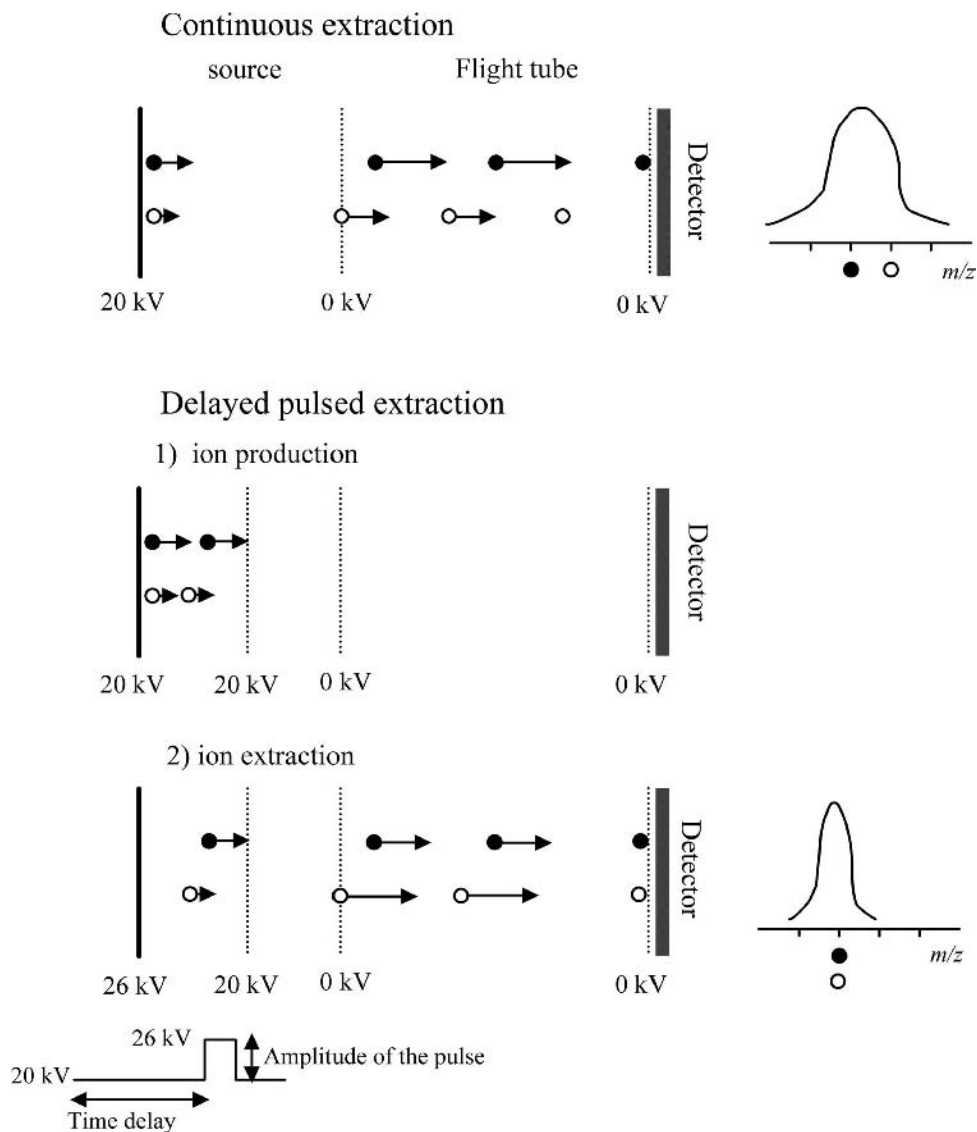 Continuous extraction
source
Flight tube
Detector
20 kV
0 kV
0 kV
m/z
Delayed pulsed extraction
1) ion production
Detector
20 kV
20 kV
0 kV
0 kV
2) ion extraction
Detector
26 kV
20 kV
0 kV
0 kV
m/z
26 kV
Amplitude of the pulse
20 kV
Time delay